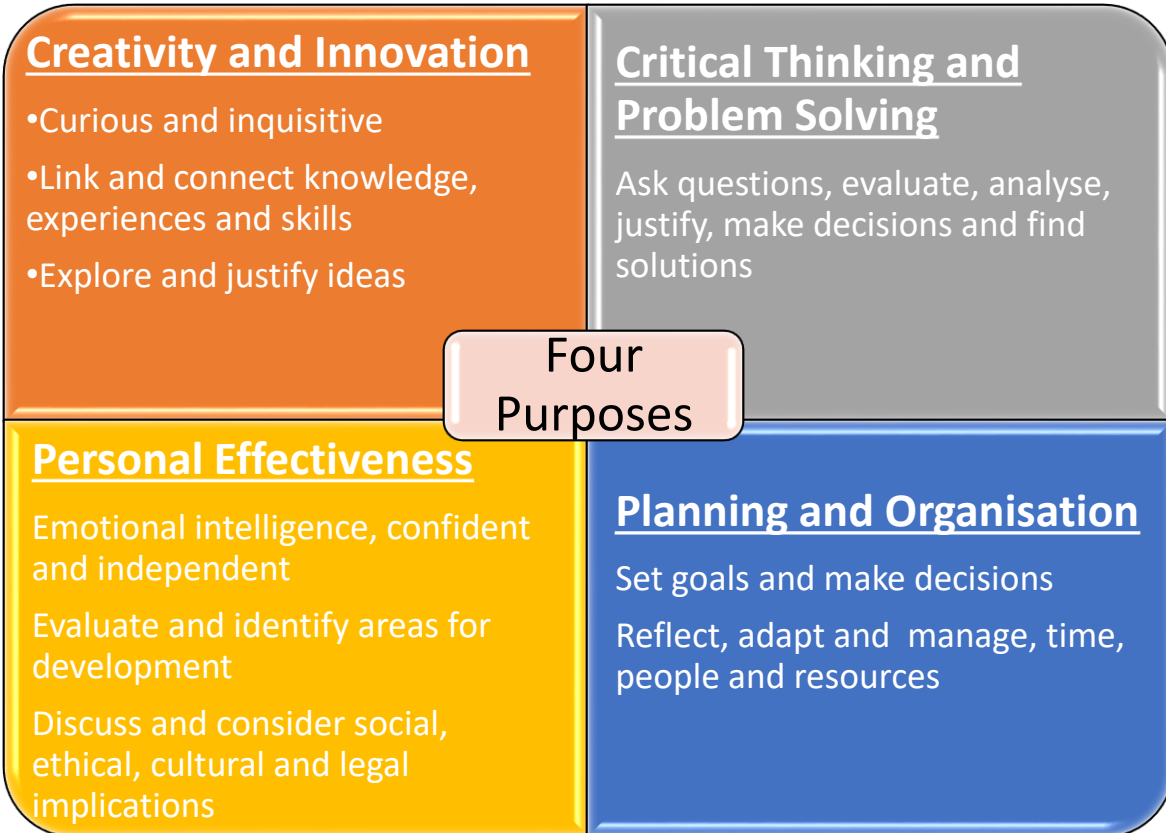 Creativity and Innovation
•Curious and inquisitive
•Link and connect knowledge,
experiences and skills
•Explore and justify ideas
Critical Thinking and
Problem Solving
Ask questions, evaluate, analyse,
justify, make decisions and find
solutions
Four
Purposes
Personal Effectiveness
Emotional intelligence, confident
and independent
Evaluate and identify areas for
development
Discuss and consider social,
ethical, cultural and legal
implications
Planning and Organisation
Set goals and make decisions
Reflect, adapt and  manage, time,
people and resources